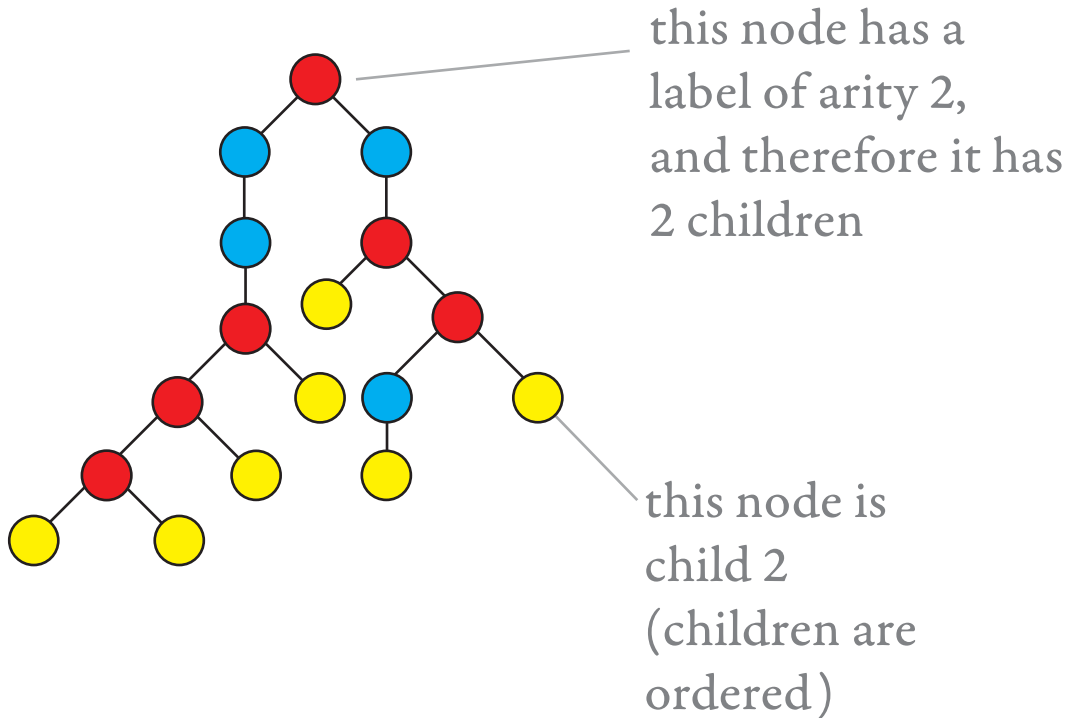 this node has a
label of arity 2,
and therefore it has
2 children
this node is
child 2
(children are
ordered)